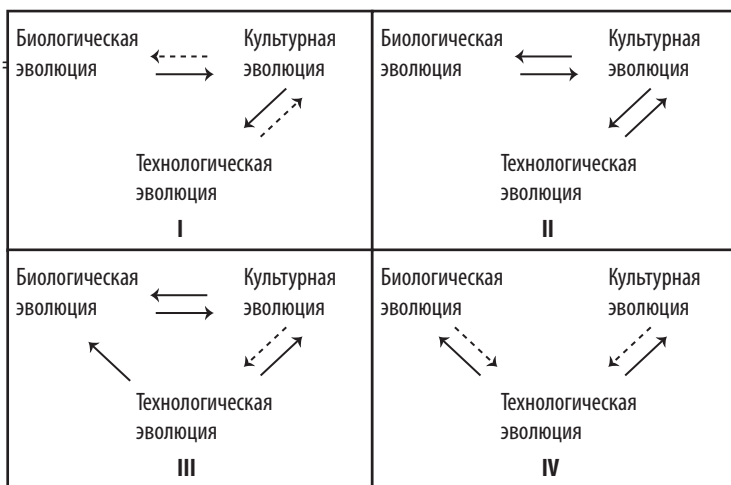 Биологическая
эволюция
Культурная
эволюция
Технологическая
эволюция
I
Биологическая
эволюция
Культурная
эволюция
Технологическая
эволюция
II
Биологическая
эволюция
Культурная
эволюция
Технологическая
эволюция
III
Биологическая
эволюция
Культурная
эволюция
Технологическая
эволюция
IV